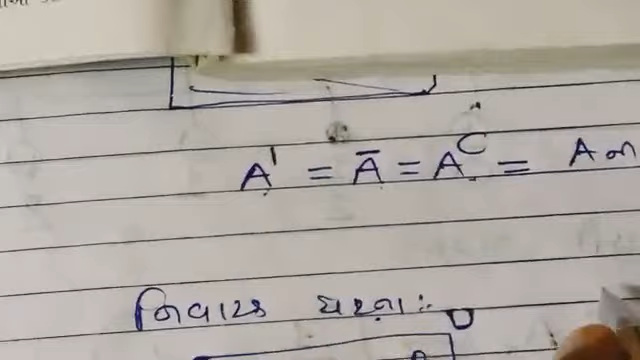 A' = Ā = A^C = A ન
નિવારક ઘટના :-
U
A